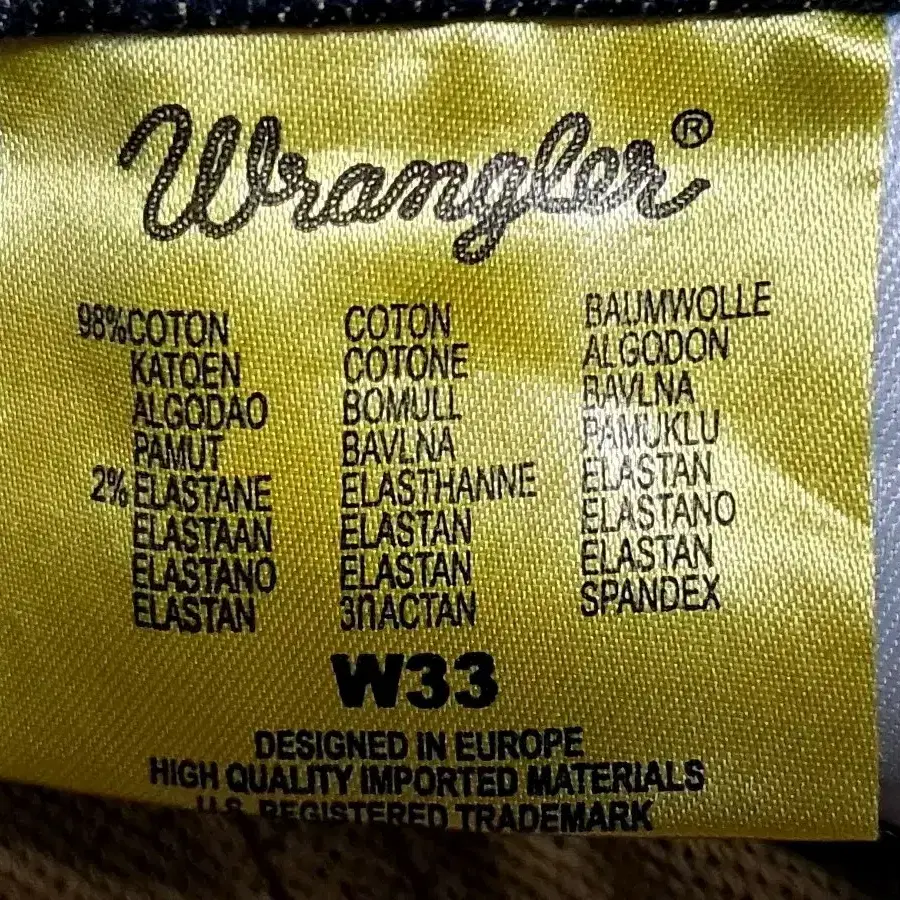 Wrangler®
98% COTON COTON BAUMWOLLE
KATOEN COTONE ALGODON
ALGODAO BOMULL BAVLNA
PAMUT BAVLNA PAMUKLU
2% ELASTANE ELASTHANNE ELASTAN
ELASTAAN ELASTAN ELASTANO
ELASTANO ELASTAN ELASTAN
ELASTAN ЗПАСТАN SPANDEX
W33
DESIGNED IN EUROPE
HIGH QUALITY IMPORTED MATERIALS
U.S. REGISTERED TRADEMARK